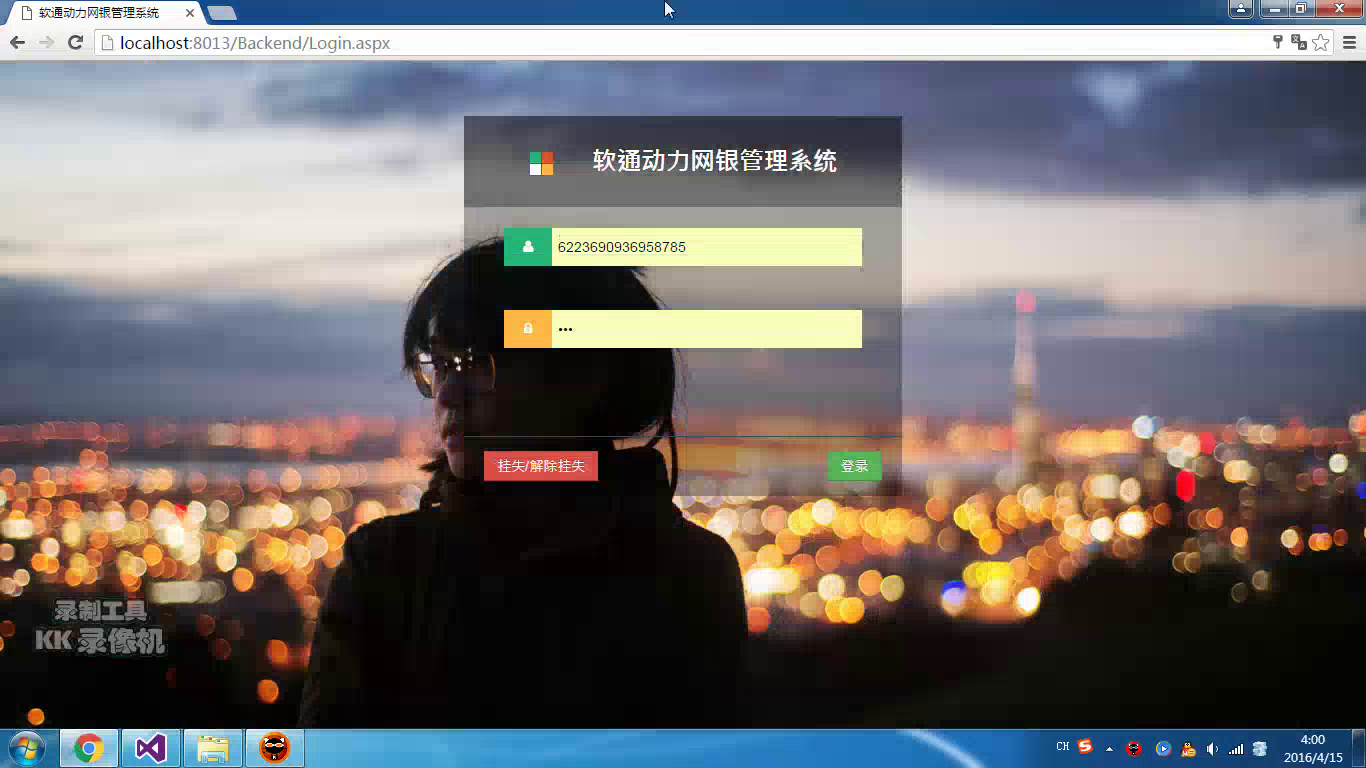 软通动力网银管理系统
localhost:8013/Backend/Login.aspx
软通动力网银管理系统
6223690936958785
•••
挂失/解除挂失
登录
录制工具
KK 录像机
CH
4:00
2016/4/15